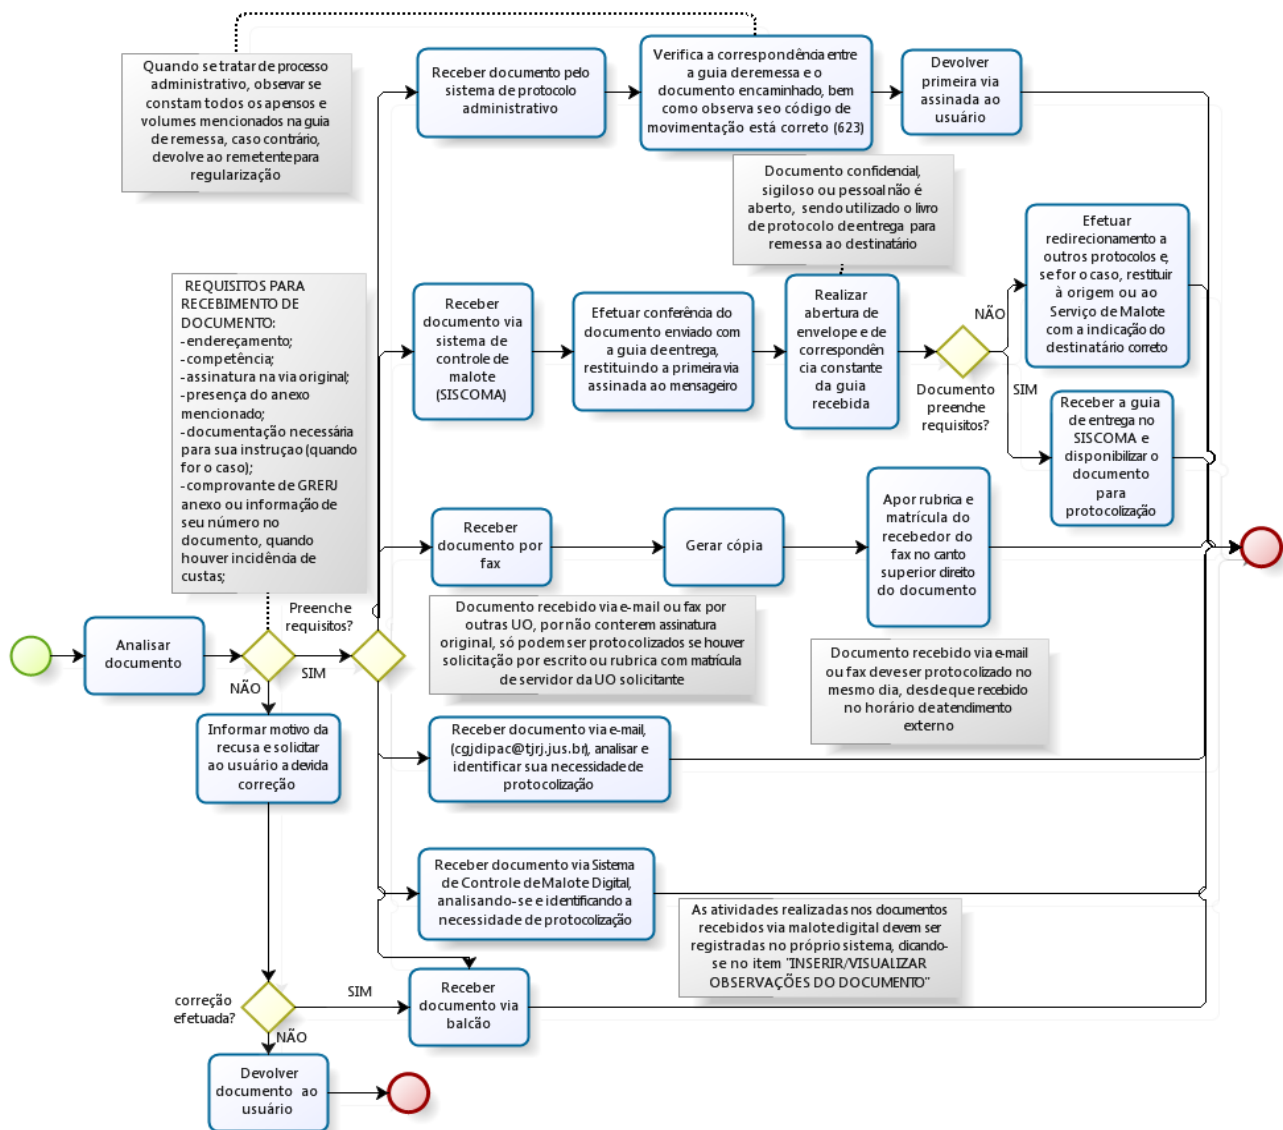 Quando se tratar de processo
administrativo, observar se
constam todos os apensos e
volumes mencionados na guia
de remessa, caso contrário,
devolve ao remetente para
regularização
Receber documento pelo
sistema de protocolo
administrativo
Verifica a correspondência entre
a guia de remessa e o
documento encaminhado, bem
como observa se o código de
movimentação está correto (623)
Devolver
primeira via
assinada ao
usuário
Documento confidencial,
sigiloso ou pessoal não é
aberto, sendo utilizado o livro
de protocolo de entrega para
remessa ao destinatário
REQUISITOS PARA
RECEBIMENTO DE
DOCUMENTO:
- endereçamento;
- competência;
- assinatura na via original;
- presença do anexo
mencionado;
- documentação necessária
para sua instruçao (quando
for o caso);
- comprovante de GRERJ
anexo ou informação de
seu número no
documento, quando
houver incidência de
custas;
Receber
documento via
sistema de
controle de
malote
(SISCOMA)
Efetuar conferência do
documento enviado com
a guia de entrega,
restituindo a primeira via
assinada ao mensageiro
Realizar
abertura de
envelope e de
correspondên
cia constante
da guia
recebida
Documento
preenche
requisitos?
NÃO
SIM
Efetuar
redirecionamento a
outros protocolos e,
se for o caso, restituir
à origem ou ao
Serviço de Malote
com a indicação do
destinatário correto
Receber a guia
de entrega no
SISCOMA e
disponibilizar o
documento
para
protocolização
Receber
documento por
fax
Gerar cópia
Apor rubrica e
matrícula do
recebedor do
fax no canto
superior direito
do documento
Documento recebido via e-mail ou fax por
outras UO, por não conterem assinatura
original, só podem ser protocolizados se houver
solicitação por escrito ou rubrica com matrícula
de servidor da UO solicitante
Documento recebido via e-mail
ou fax deve ser protocolizado no
mesmo dia, desde que recebido
no horário de atendimento
externo
Analisar
documento
Preenche
requisitos?
SIM
NÃO
Informar motivo da
recusa e solicitar
ao usuário a devida
correção
Receber documento via e-mail,
(cgjdipac@tjrj.jus.br), analisar e
identificar sua necessidade de
protocolização
Receber documento via Sistema
de Controle de Malote Digital,
analisando-se e identificando a
necessidade de protocolização
As atividades realizadas nos documentos
recebidos via malote digital devem ser
registradas no próprio sistema, clicando-
se no item "INSERIR/VISUALIZAR
OBSERVAÇÕES DO DOCUMENTO"
correção
efetuada?
SIM
NÃO
Receber
documento via
balcão
Devolver
documento ao
usuário